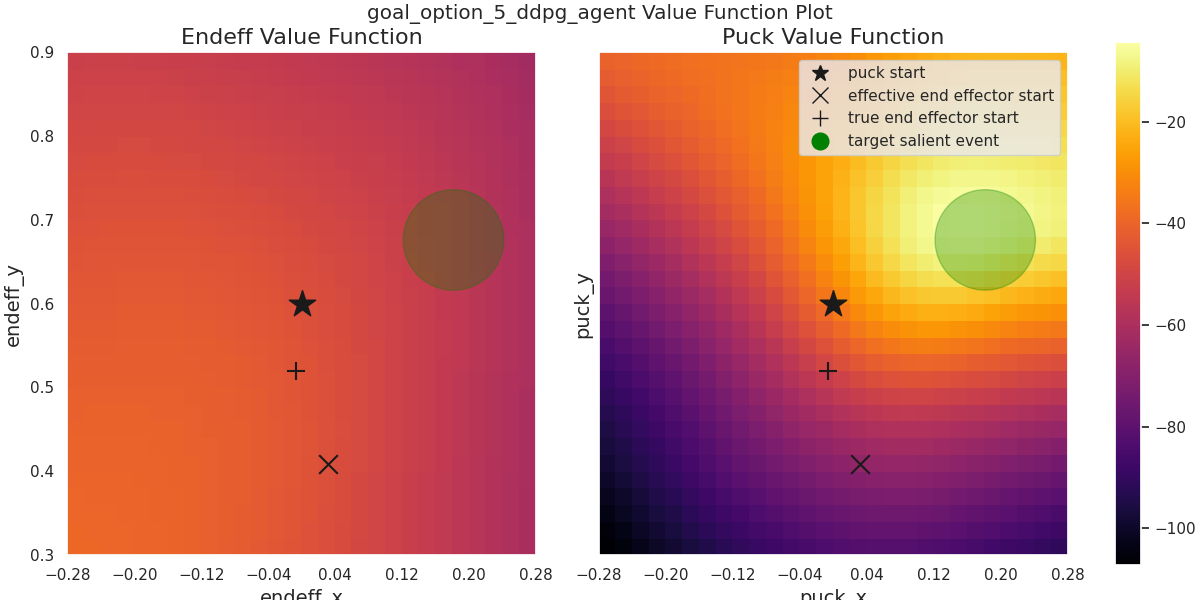 goal_option_5_ddpg_agent Value Function Plot
Endeff Value Function
endeff_y
0.9
0.8
0.7
0.6
0.5
0.4
0.3
−0.28 −0.20 −0.12 −0.04 0.04 0.12 0.20 0.28
endeff_x
Puck Value Function
puck start
effective end effector start
true end effector start
target salient event
puck_y
−0.28 −0.20 −0.12 −0.04 0.04 0.12 0.20 0.28
puck_x
−20
−40
−60
−80
−100